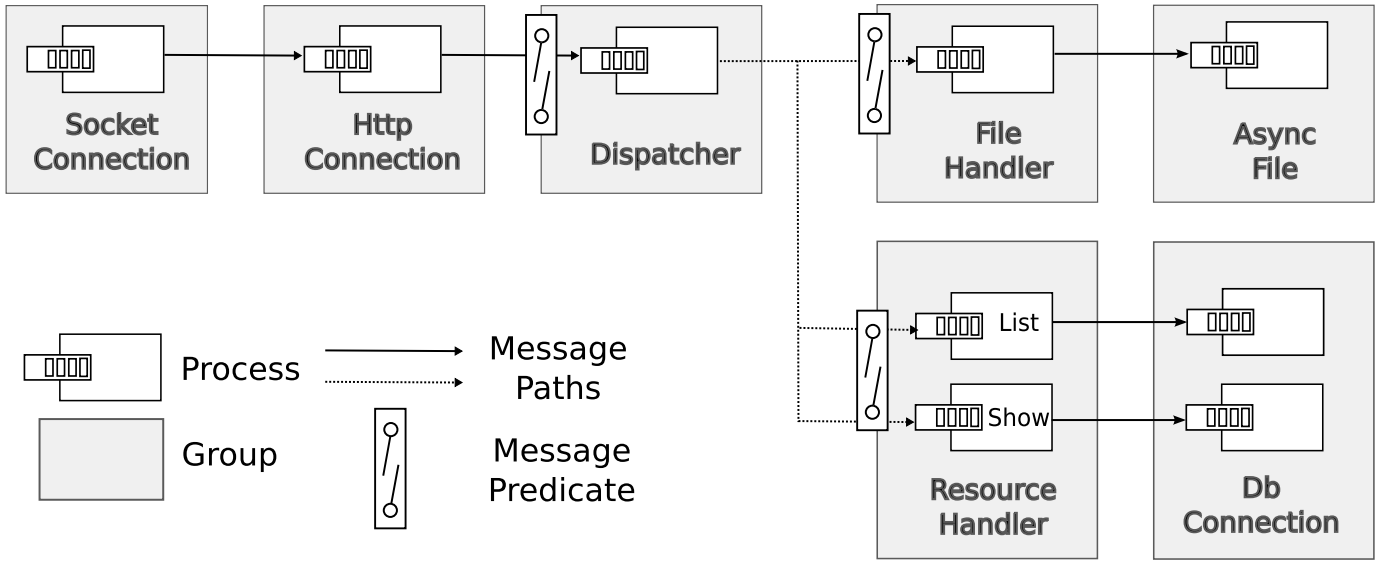 Socket
Connection
Http
Connection
Dispatcher
File
Handler
Async
File
List
Show
Resource
Handler
Db
Connection
Process
Message
Paths
Group
Message
Predicate